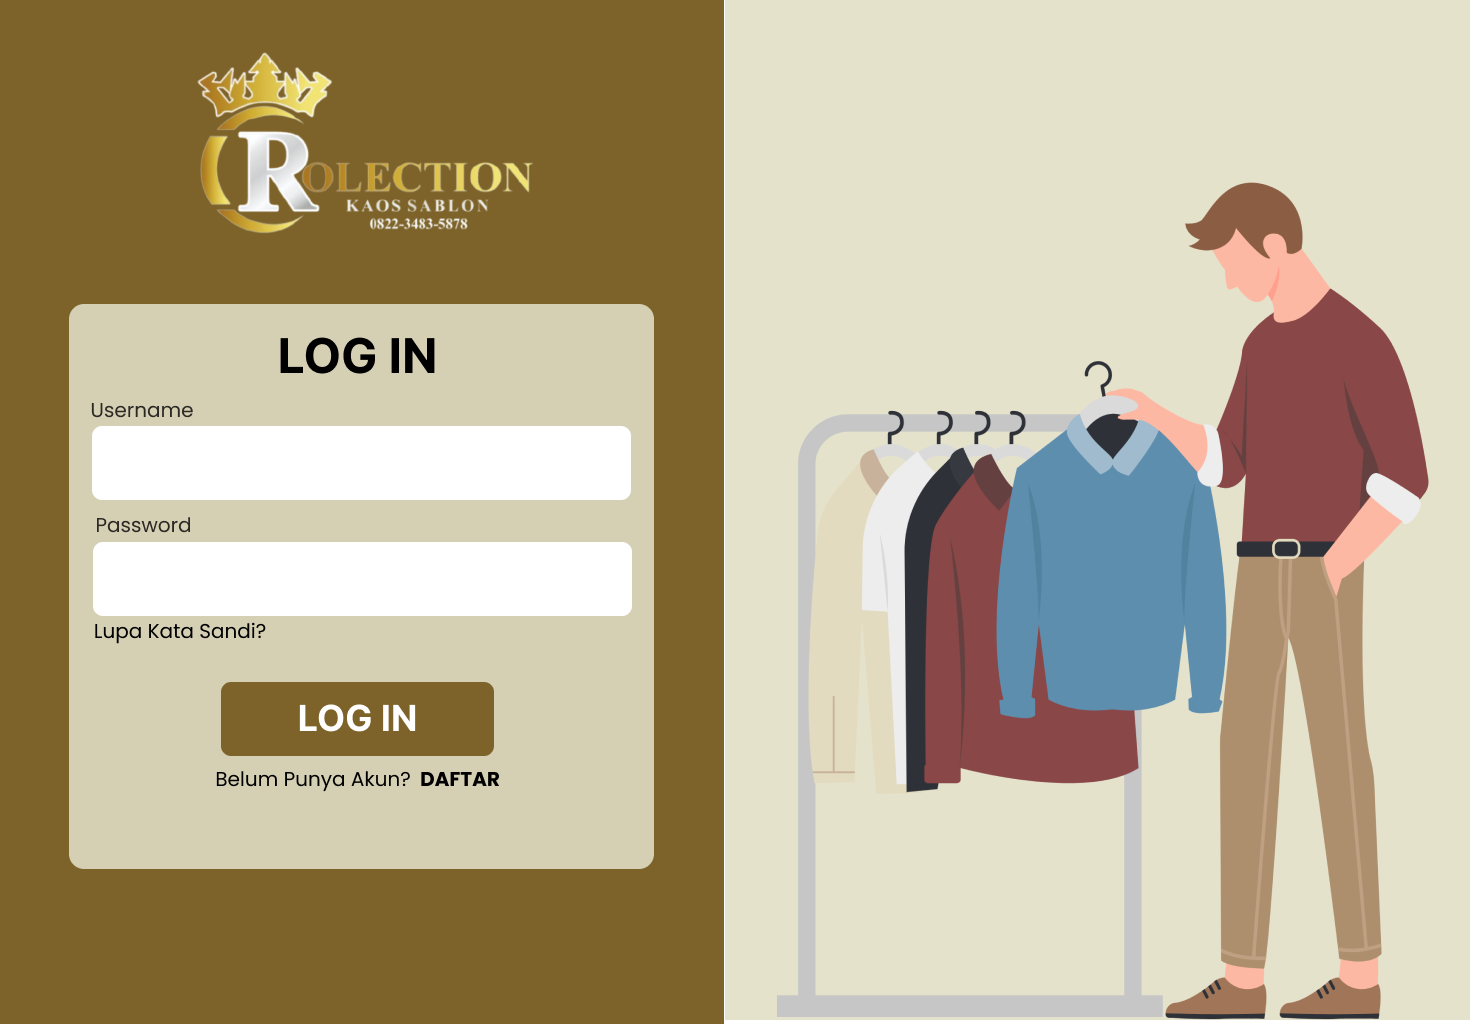 ROLECTION
KAOS SABLON
0822-3483-5878
LOG IN
Username
Password
Lupa Kata Sandi?
LOG IN
Belum Punya Akun? DAFTAR